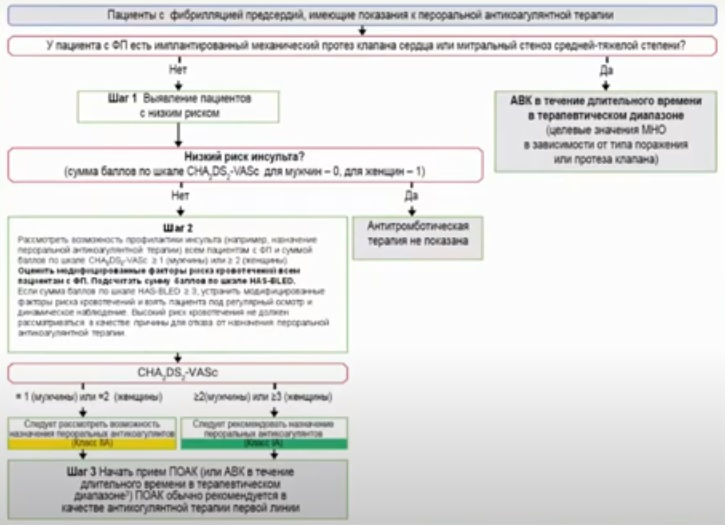 Пациенты с фибрилляцией предсердий, имеющие показания к пероральной антикоагулянтной терапии
У пациента с ФП есть имплантированный механический протез клапана сердца или митральный стеноз средней-тяжелой степени?
Нет
Да
Шаг 1 Выявление пациентов
с низким риском
АВК в течение длительного времени
в терапевтическом диапазоне
(целевые значения МНО
в зависимости от типа поражения
или протеза клапана)
Низкий риск инсульта?
(сумма баллов по шкале CHA2DS2-VASc для мужчин – 0, для женщин – 1)
Нет
Да
Шаг 2
Рассмотреть возможность профилактики инсульта (например, назначение
пероральной антикоагулянтной терапии) всем пациентам с ФП и суммой
баллов по шкале CHA2DS2-VASc ≥ 1 (мужчины) или ≥ 2 (женщины).
Оценить модифицированные факторы риска кровотечений всем
пациентам с ФП. Подсчитать сумму баллов по шкале HAS-BLED.
Если сумма баллов по шкале HAS-BLED ≥ 3, устранить модифицированные
факторы риска кровотечений и взять пациента под регулярный осмотр и
динамическое наблюдение. Высокий риск кровотечения не должен
рассматриваться в качестве причины для отказа от назначения пероральной
антикоагулянтной терапии.
Антитромботическая
терапия не показана
CHA2DS2-VASc
= 1 (мужчины) или =2 (женщины)
≥2(мужчины) или ≥3 (женщины)
Следует рассмотреть возможность
назначения пероральных антикоагулянтов
(Класс IIA)
Следует рекомендовать назначение
пероральных антикоагулянтов
(Класс IA)
Шаг 3 Начать прием ПОАК (или АВК в течение
длительного времени в терапевтическом
диапазоне³) ПОАК обычно рекомендуется в
качестве антикогулянтной терапии первой линии